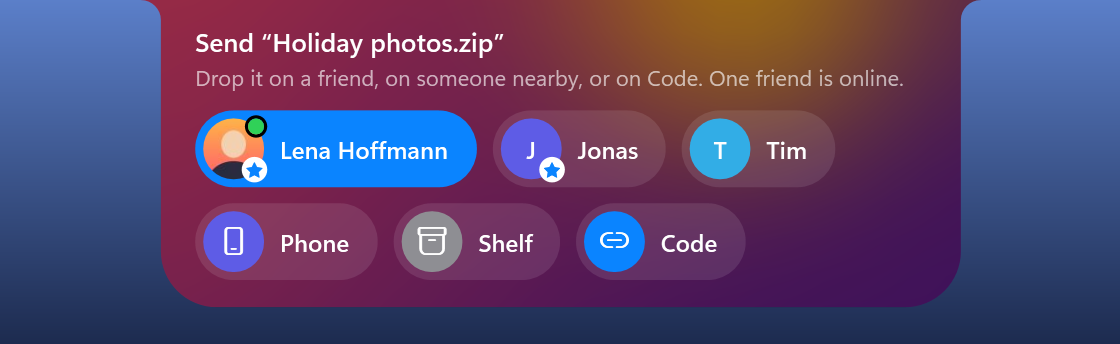 Send “Holiday photos.zip”
Drop it on a friend, on someone nearby, or on Code. One friend is online.
Lena Hoffmann
J Jonas
T Tim
Phone
Shelf
Code